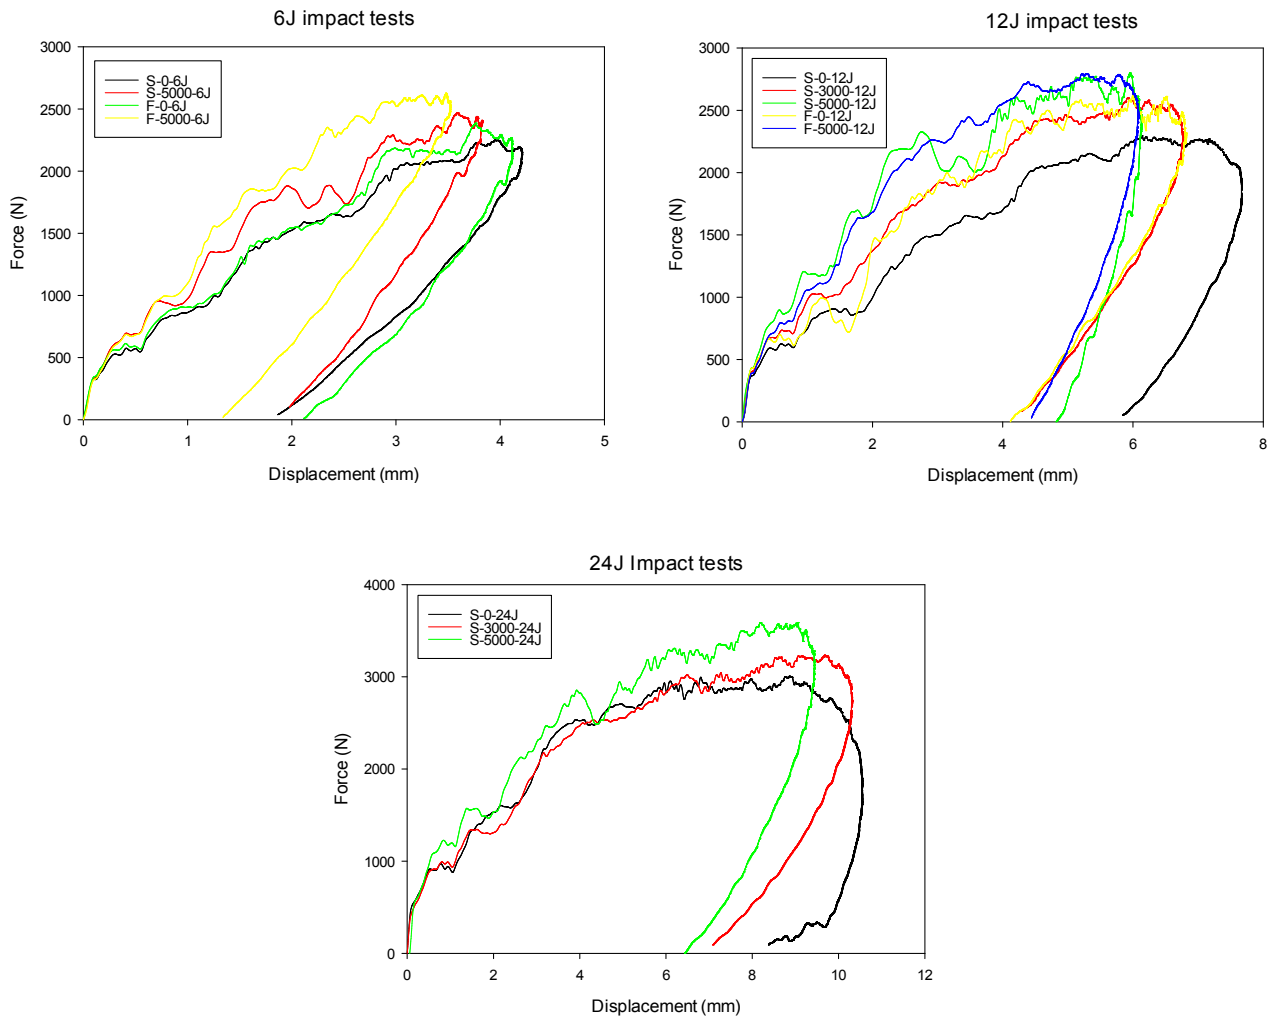 6J impact tests
3000
2500
2000
1500
1000
500
0
Force (N)
S-0-6J
S-5000-6J
F-0-6J
F-5000-6J
0 1 2 3 4 5
Displacement (mm)
12J impact tests
3000
2500
2000
1500
1000
500
0
Force (N)
S-0-12J
S-3000-12J
S-5000-12J
F-0-12J
F-5000-12J
0 2 4 6 8
Displacement (mm)
24J Impact tests
4000
3000
2000
1000
0
Force (N)
S-0-24J
S-3000-24J
S-5000-24J
0 2 4 6 8 10 12
Displacement (mm)